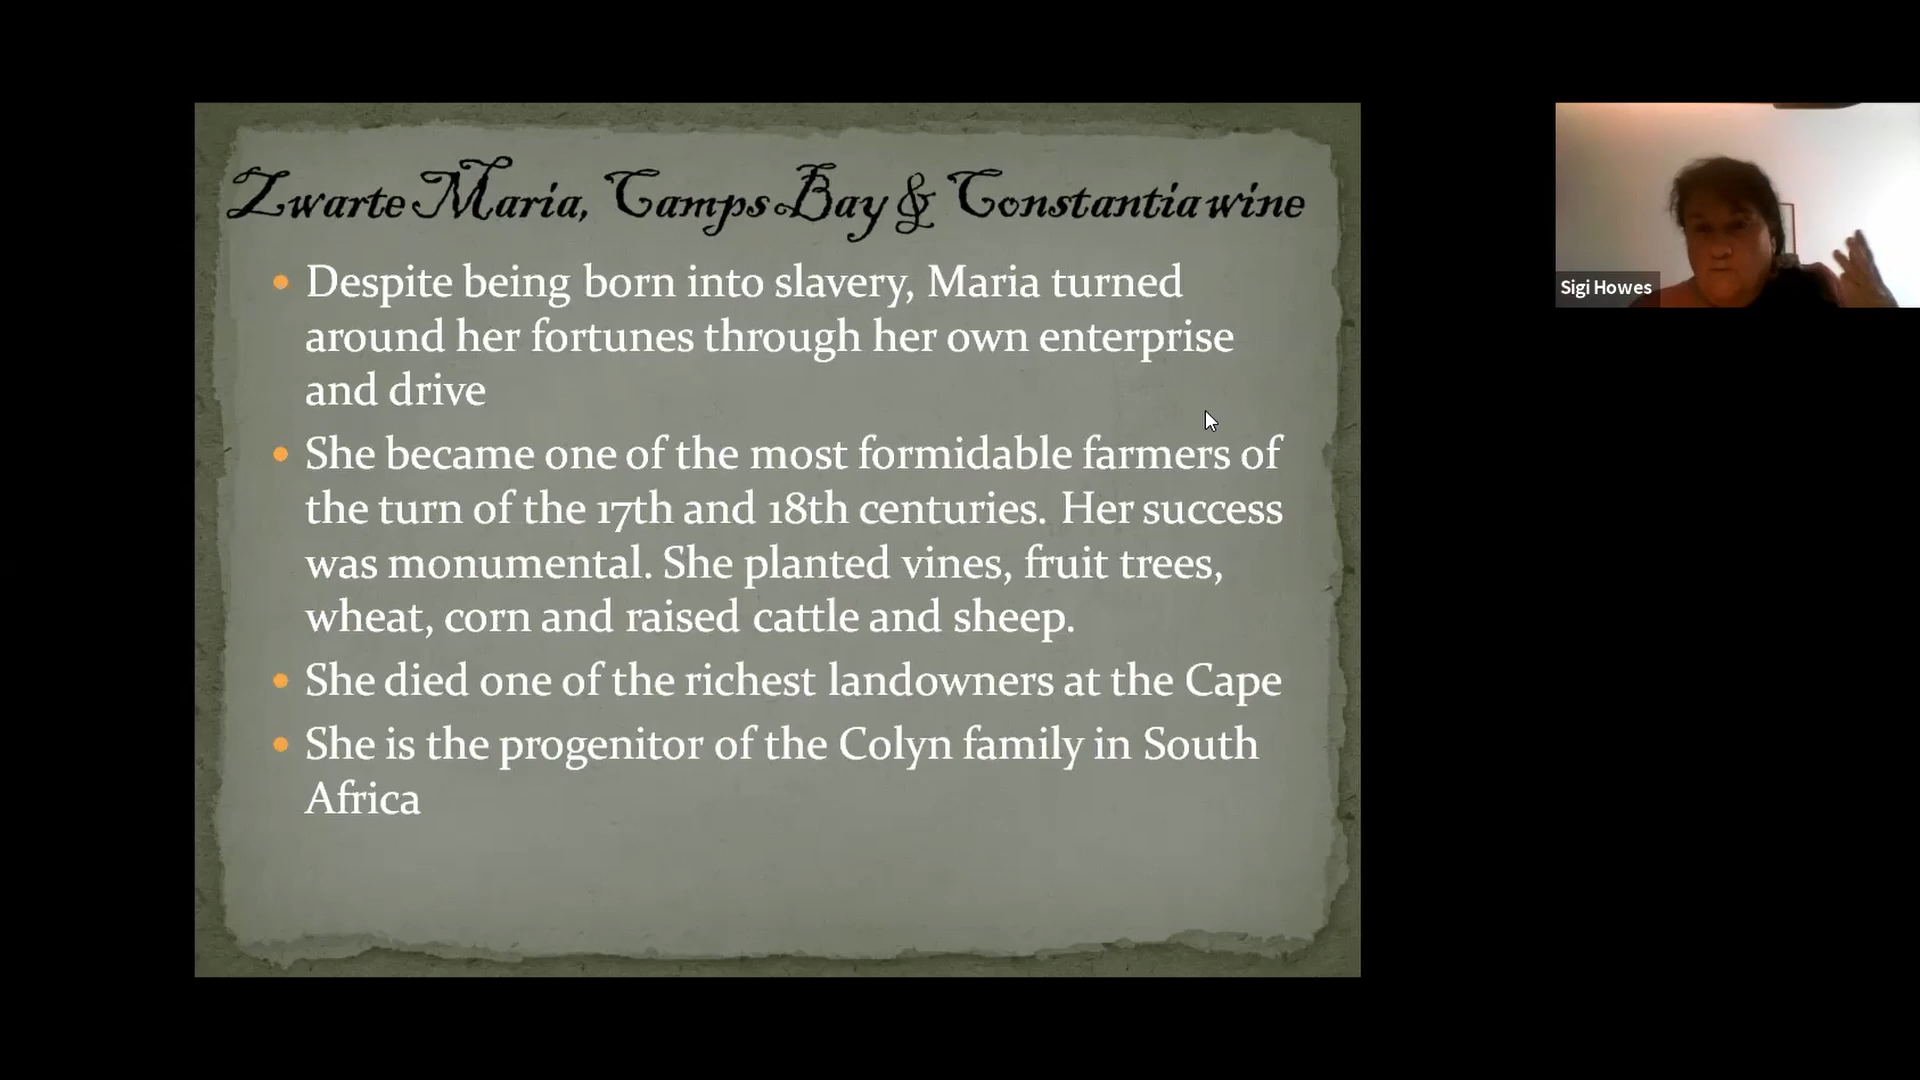 Zwarte Maria, Camps Bay & Constantia wine
Despite being born into slavery, Maria turned
around her fortunes through her own enterprise
and drive
She became one of the most formidable farmers of
the turn of the 17th and 18th centuries. Her success
was monumental. She planted vines, fruit trees,
wheat, corn and raised cattle and sheep.
She died one of the richest landowners at the Cape
She is the progenitor of the Colyn family in South
Africa
Sigi Howes